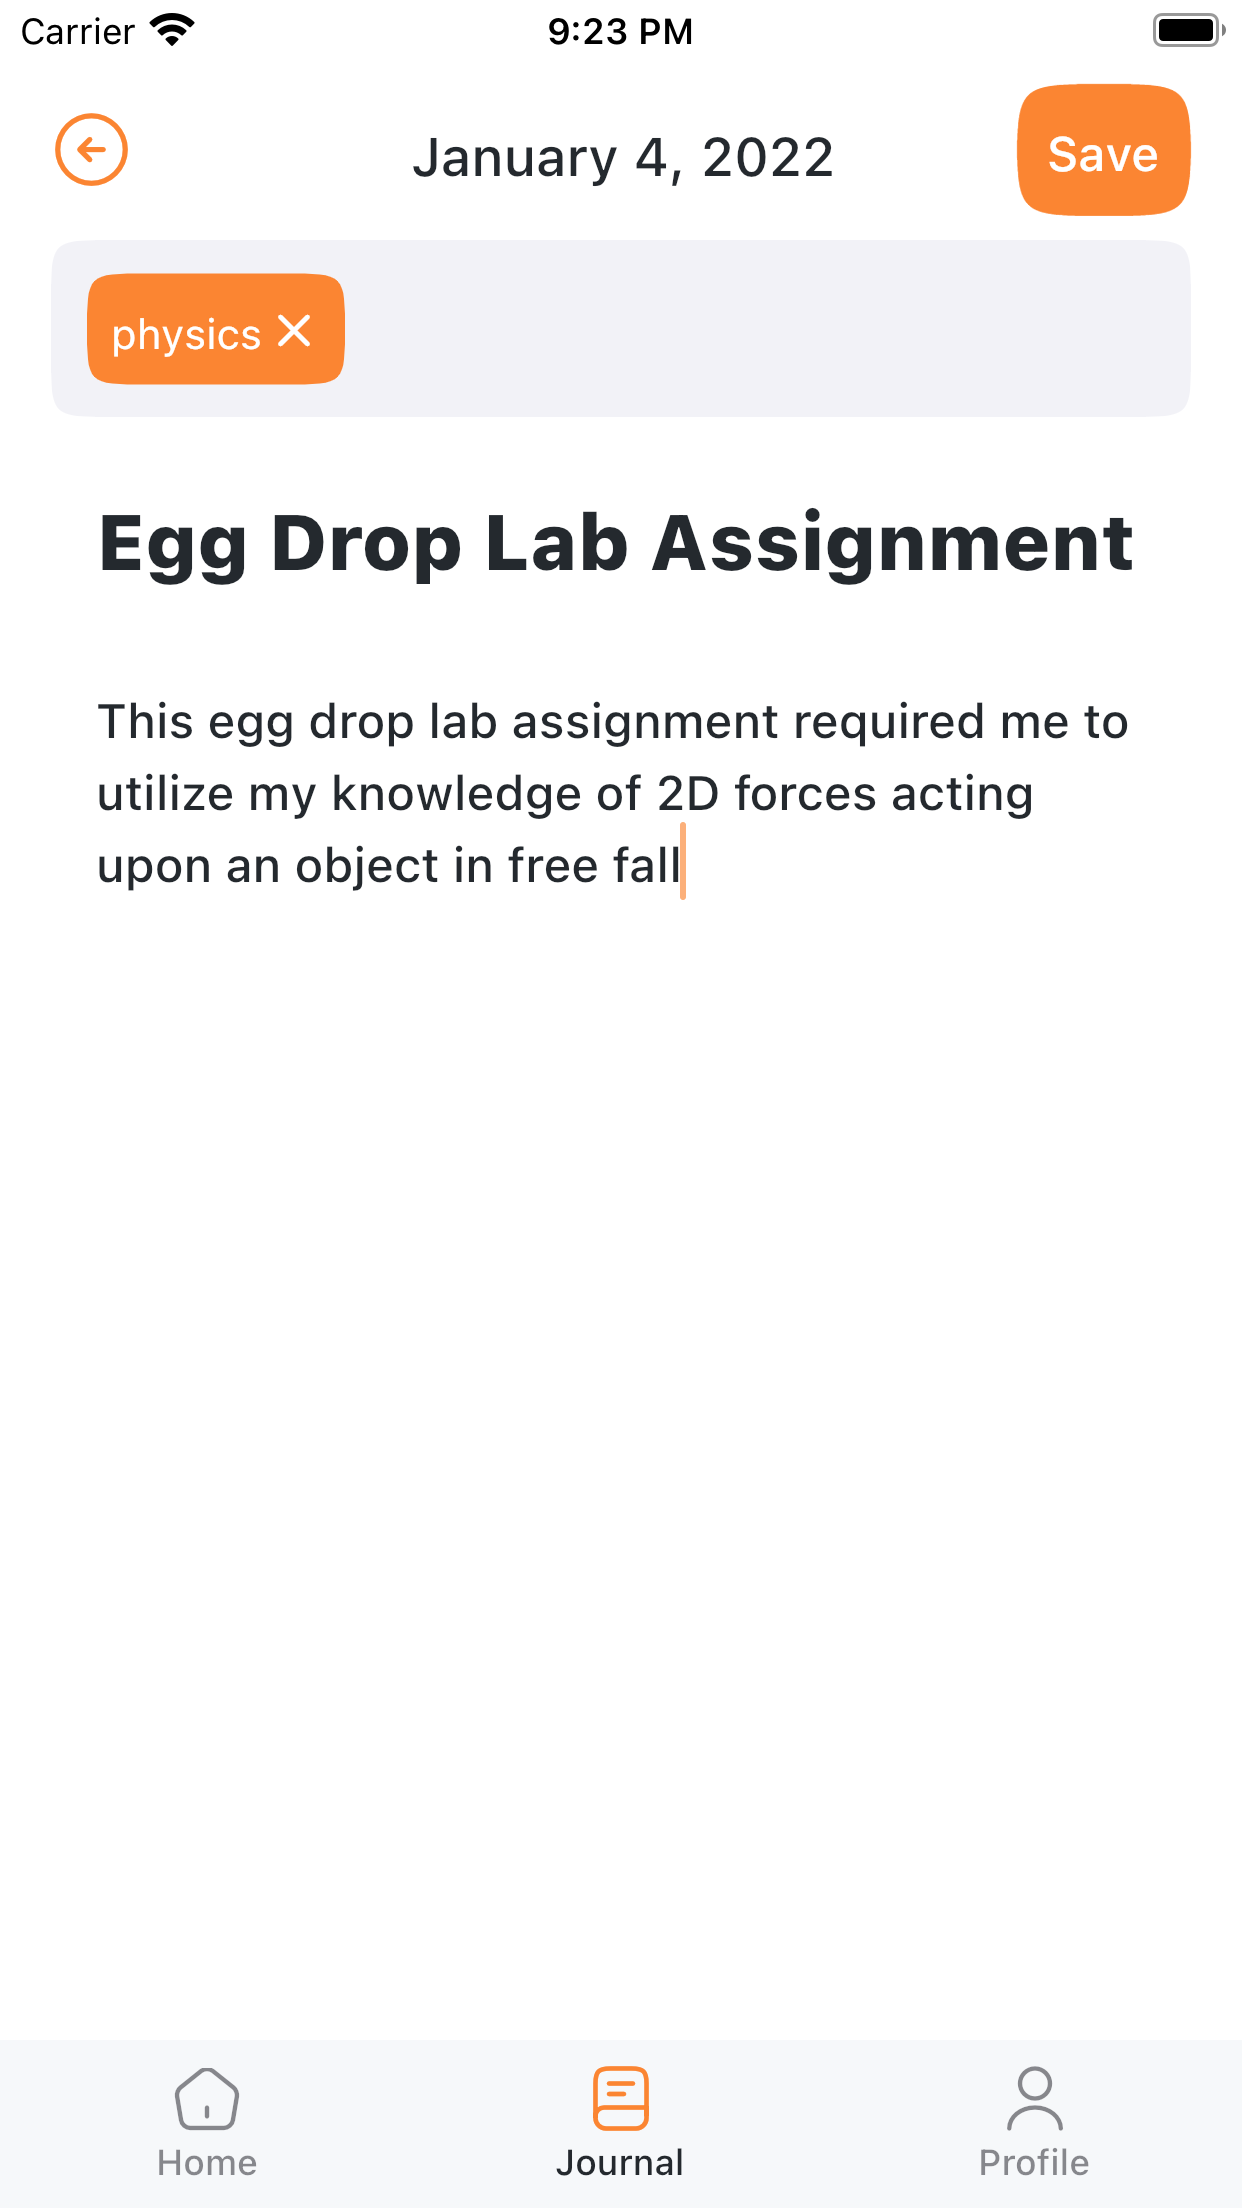 Carrier 9:23 PM
January 4, 2022
Save
physics
Egg Drop Lab Assignment
This egg drop lab assignment required me to
utilize my knowledge of 2D forces acting
upon an object in free fall
Home Journal Profile